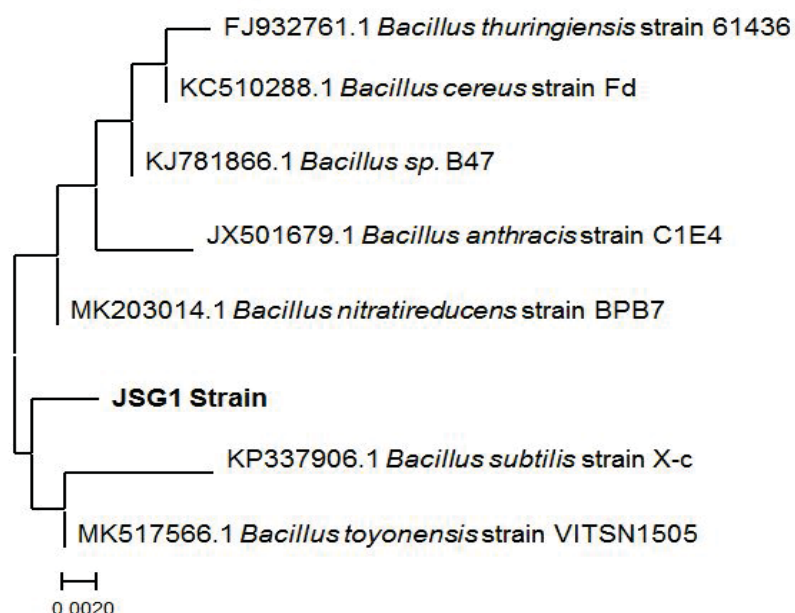 FJ932761.1 Bacillus thuringiensis strain 61436
KC510288.1 Bacillus cereus strain Fd
KJ781866.1 Bacillus sp. B47
JX501679.1 Bacillus anthracis strain C1E4
MK203014.1 Bacillus nitratireducens strain BPB7
JSG1 Strain
KP337906.1 Bacillus subtilis strain X-c
MK517566.1 Bacillus toyonensis strain VITSN1505
0.0020